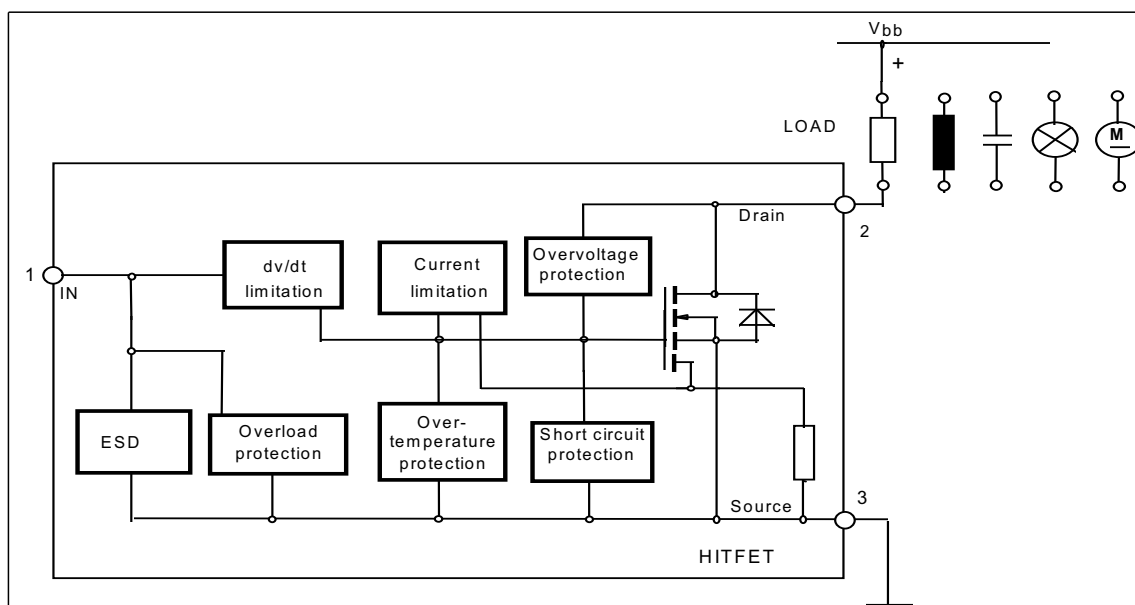 Vbb
+
LOAD
M
Drain
2
1
IN
dv/dt
limitation
Current
limitation
Overvoltage
protection
ESD
Overload
protection
Over-
temperature
protection
Short circuit
protection
Source
3
HITFET